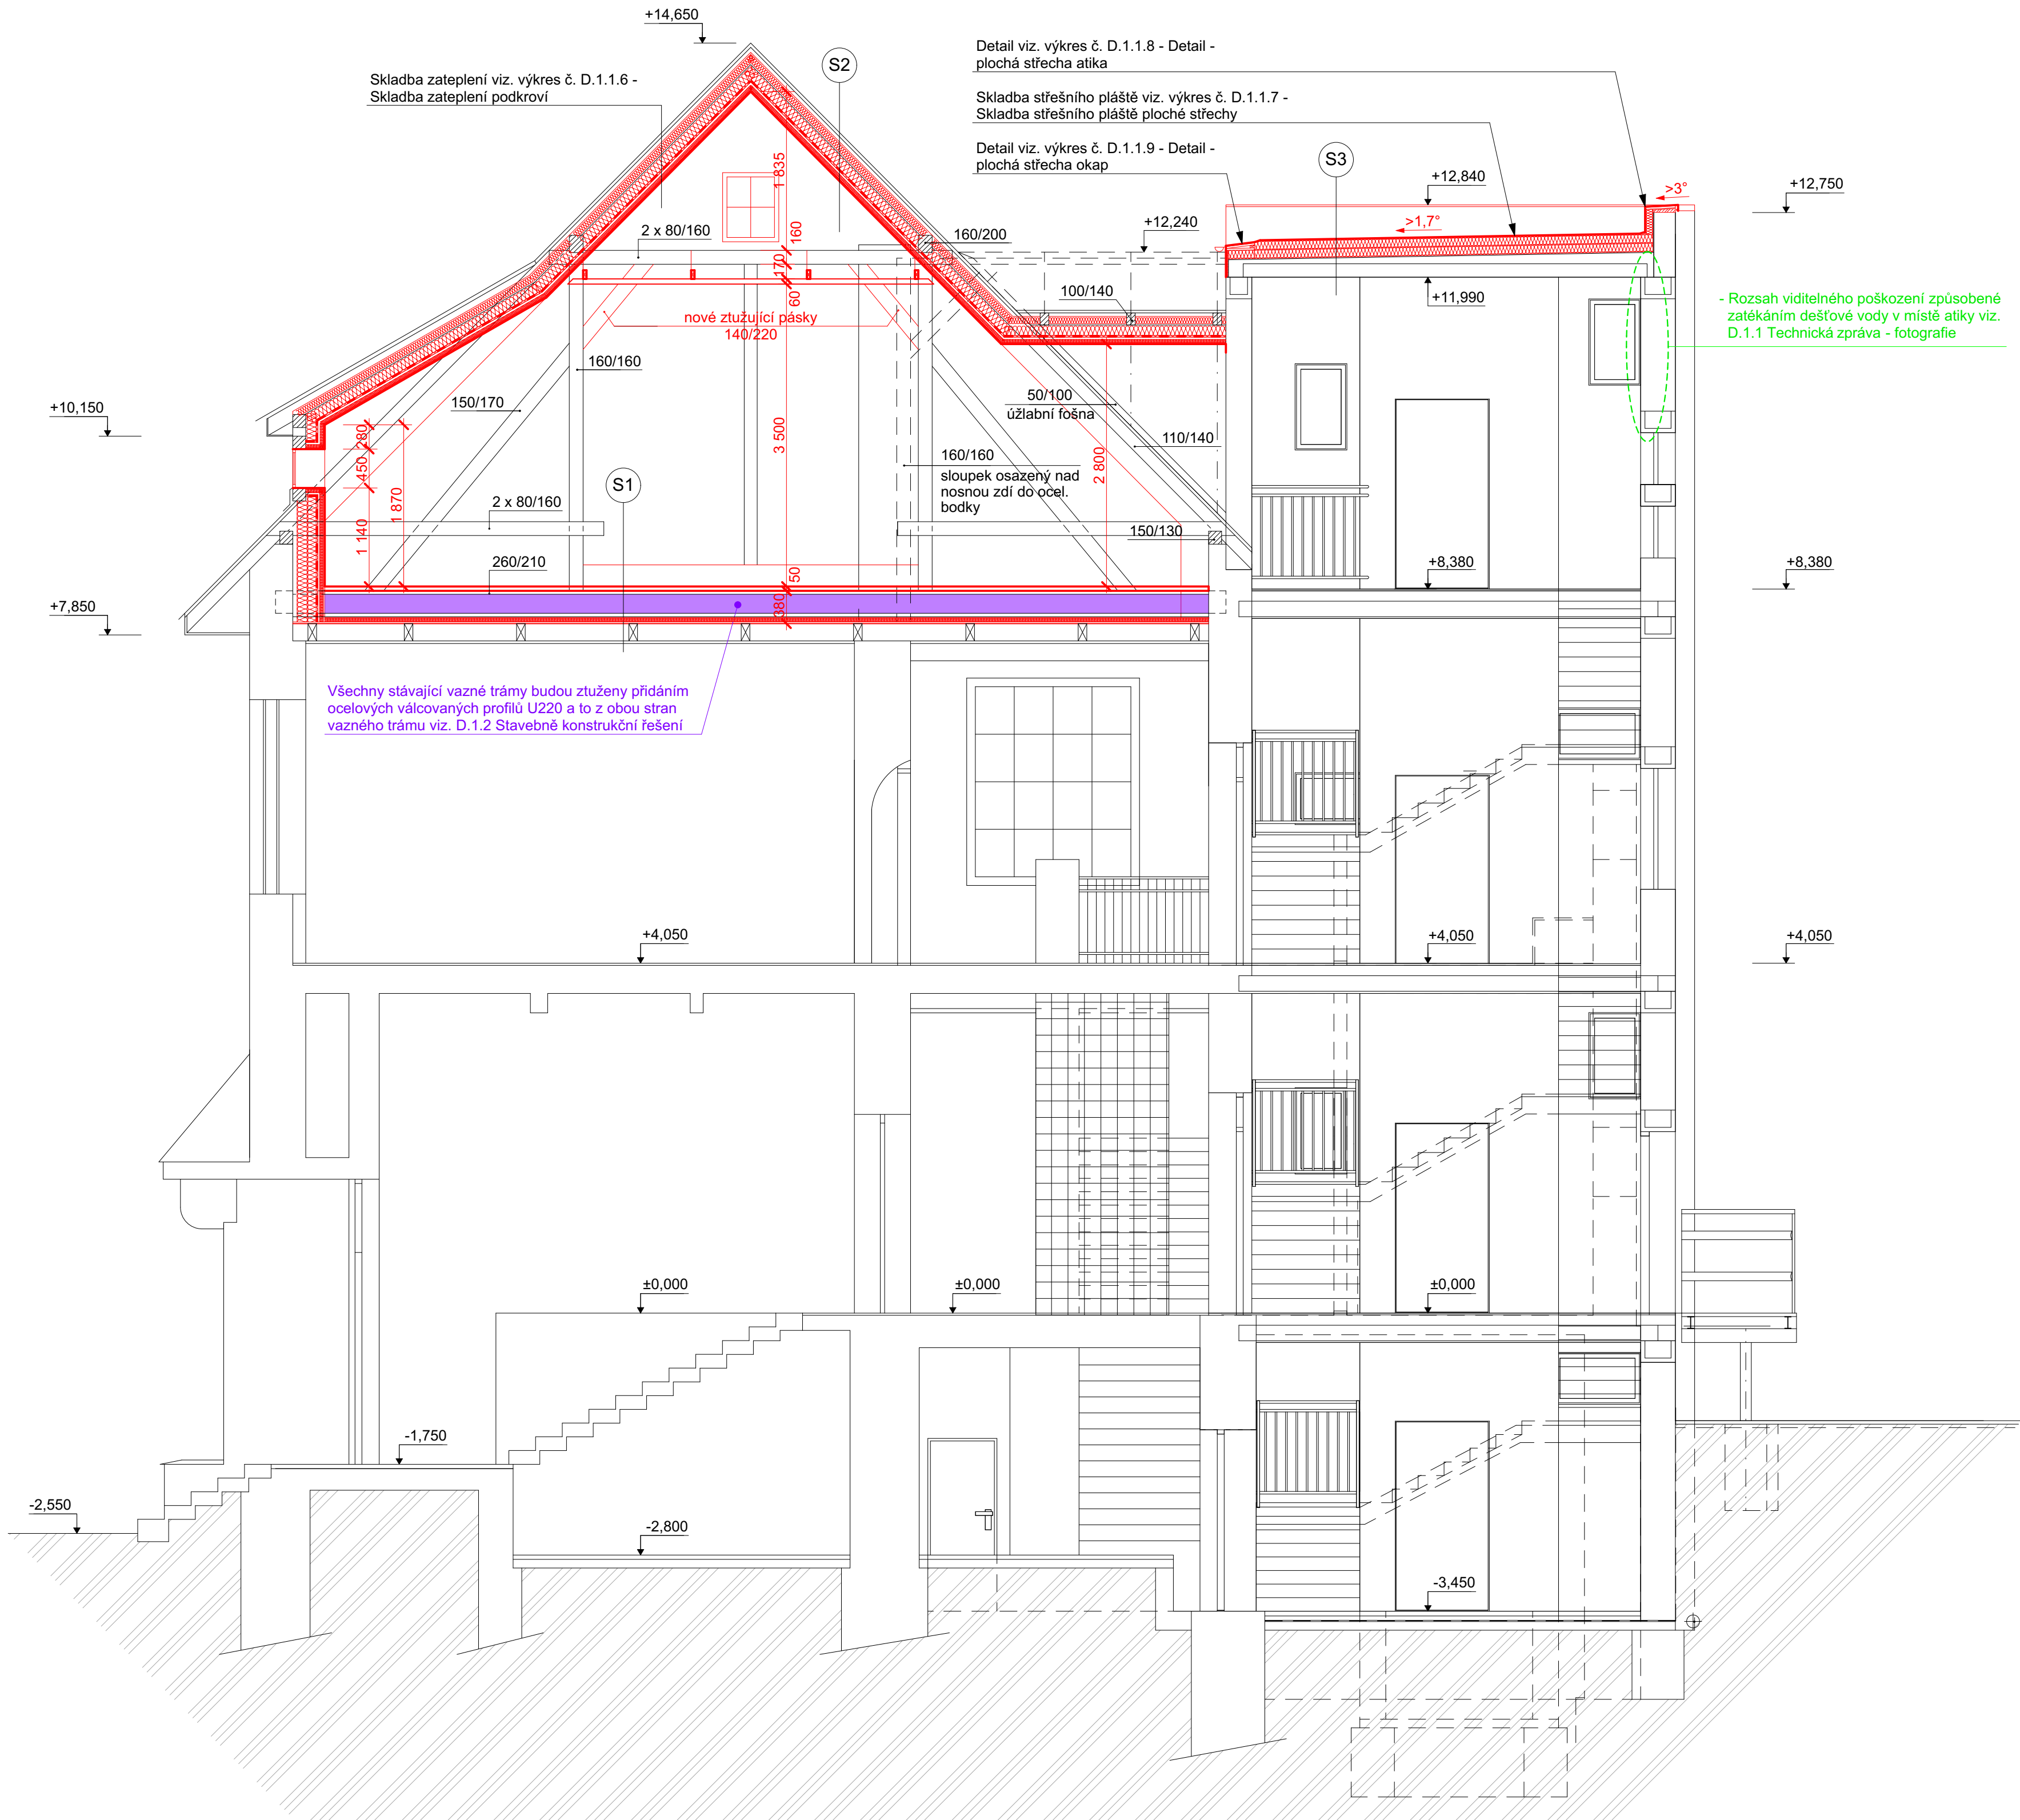 +14,650
Skladba zateplení viz. výkres č. D.1.1.6 -
Skladba zateplení podkroví
S2
Detail viz. výkres č. D.1.1.8 - Detail -
plochá střecha atika
Skladba střešního pláště viz. výkres č. D.1.1.7 -
Skladba střešního pláště ploché střechy
Detail viz. výkres č. D.1.1.9 - Detail -
plochá střecha okap
S3
+12,840
>3°
+12,750
>1,7°
+12,240
1 835
2 x 80/160
160
160/200
170
60
100/140
+11,990
- Rozsah viditelného poškození způsobené
zatékáním dešťové vody v místě atiky viz.
D.1.1 Technická zpráva - fotografie
nové ztužující pásky
140/220
160/160
150/170
50/100
úžlabní fošna
+10,150
280
450
1 870
1 140
3 500
2 800
110/140
160/160
sloupek osazený nad
nosnou zdí do ocel.
bodky
S1
2 x 80/160
150/130
260/210
50
380
+8,380
+8,380
+7,850
Všechny stávající vazné trámy budou ztuženy přidáním
ocelových válcovaných profilů U220 a to z obou stran
vazného trámu viz. D.1.2 Stavebně konstrukční řešení
+4,050
+4,050
+4,050
±0,000
±0,000
±0,000
-1,750
-2,550
-2,800
-3,450